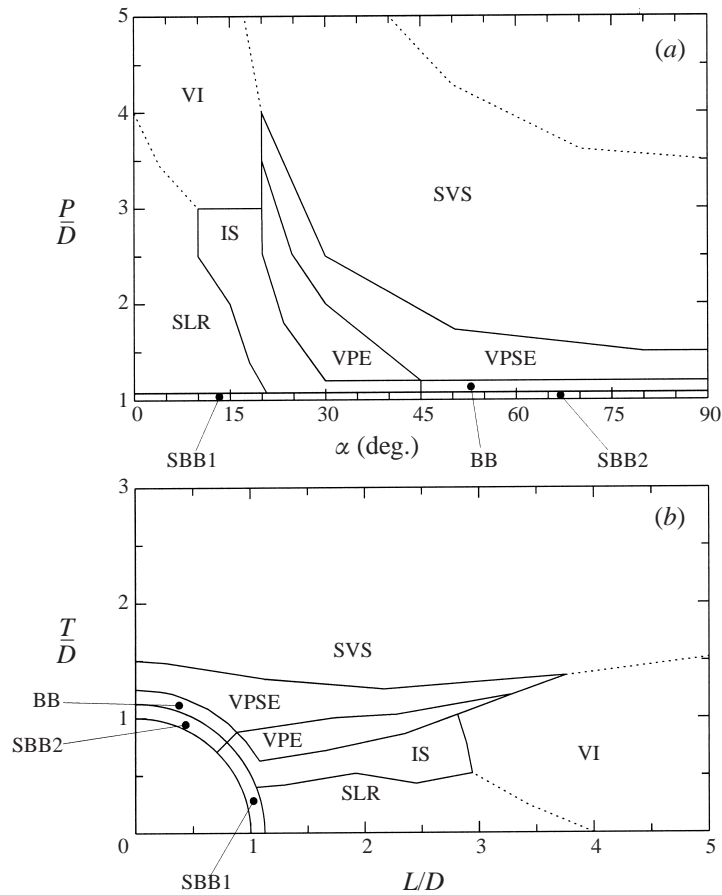 5
(a)
VI
4
SVS
P
D
3
IS
2
SLR
VPE
VPSE
1
0
15
30
45
60
75
90
SBB1
α (deg.)
BB
SBB2
3
(b)
2
T
D
SVS
BB
VPSE
1
VPE
SBB2
IS
VI
SLR
0
1
2
3
4
5
SBB1
L/D